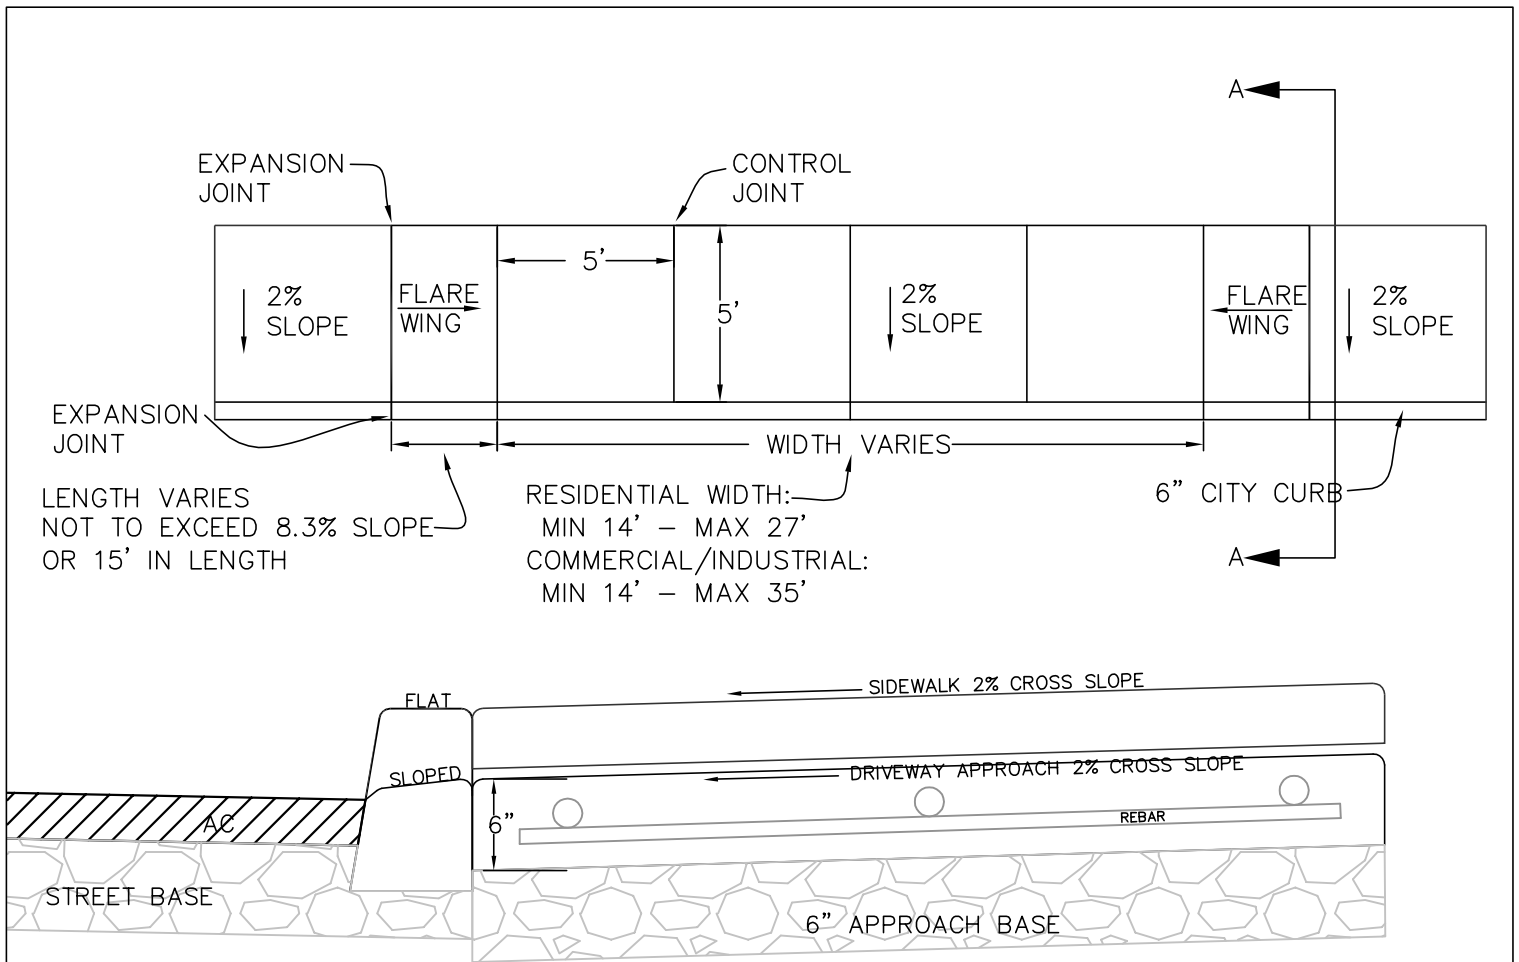 A
EXPANSION
JOINT
CONTROL
JOINT
5'
2%
SLOPE
FLARE
WING
5'
2%
SLOPE
FLARE
WING
2%
SLOPE
EXPANSION
JOINT
WIDTH VARIES
LENGTH VARIES
NOT TO EXCEED 8.3% SLOPE
OR 15' IN LENGTH
RESIDENTIAL WIDTH:
MIN 14' - MAX 27'
COMMERCIAL/INDUSTRIAL:
MIN 14' - MAX 35'
6" CITY CURB
A
SIDEWALK 2% CROSS SLOPE
FLAT
SLOPED
DRIVEWAY APPROACH 2% CROSS SLOPE
AC
6"
REBAR
STREET BASE
6" APPROACH BASE